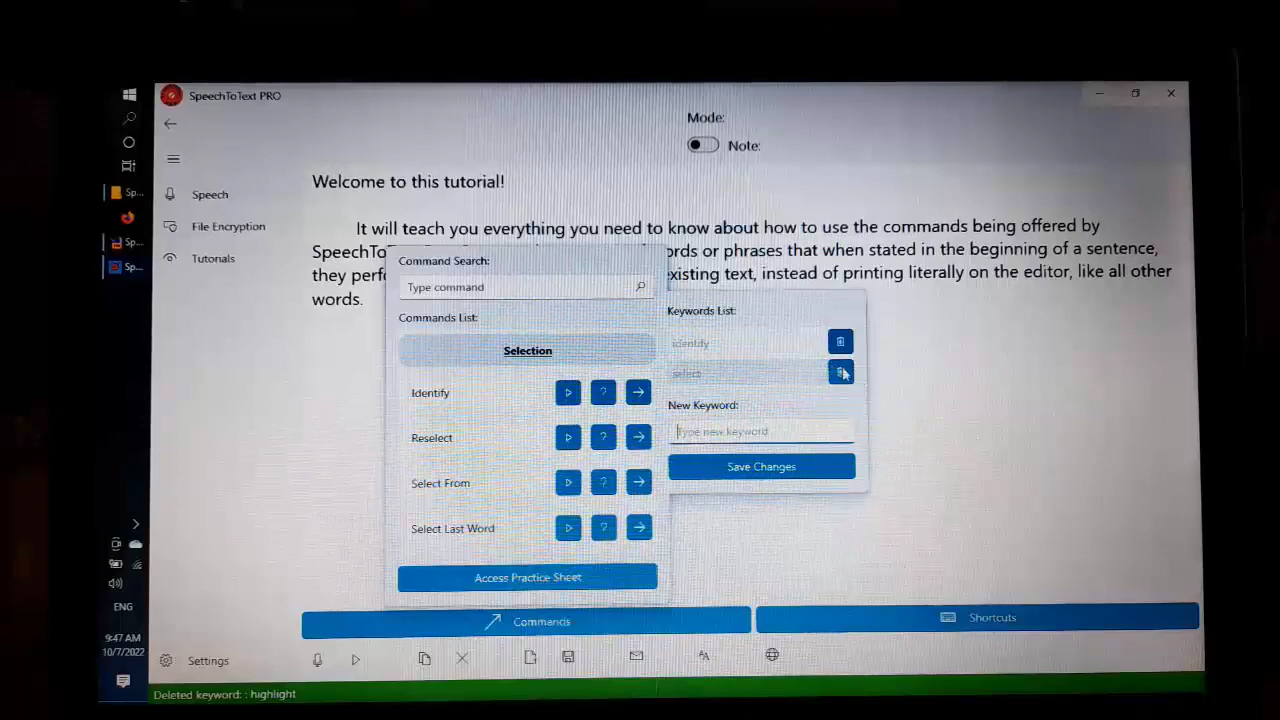 SpeechToText PRO
Mode:
Note:
Speech
File Encryption
Tutorials
Welcome to this tutorial!
It will teach you everything you need to know about how to use the commands being offered by
SpeechToT ords or phrases that when stated in the beginning of a sentence,
they perf existing text, instead of printing literally on the editor, like all other
words.
Command Search:
Type command
Commands List:
Selection
Identify
?
Reselect
?
Select From
?
Select Last Word
?
Access Practice Sheet
Keywords List:
identify
select
New Keyword:
Type new keyword
Save Changes
Commands
Shortcuts
Settings
Deleted keyword: : highlight
Sp...
Sp...
Sp...
ENG
9:47 AM
10/7/2022